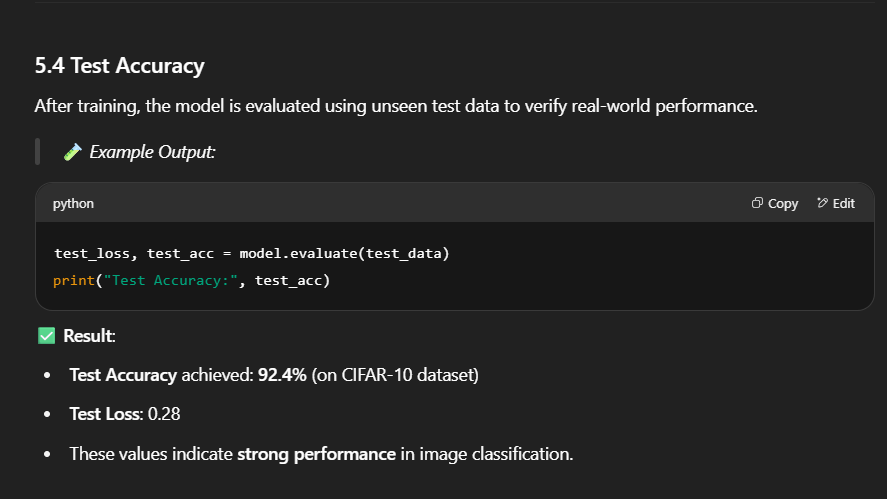 5.4 Test Accuracy
After training, the model is evaluated using unseen test data to verify real-world performance.
🧪 Example Output:
python
Copy
Edit
test_loss, test_acc = model.evaluate(test_data)
print("Test Accuracy:", test_acc)
✅ Result:
• Test Accuracy achieved: 92.4% (on CIFAR-10 dataset)
• Test Loss: 0.28
• These values indicate strong performance in image classification.